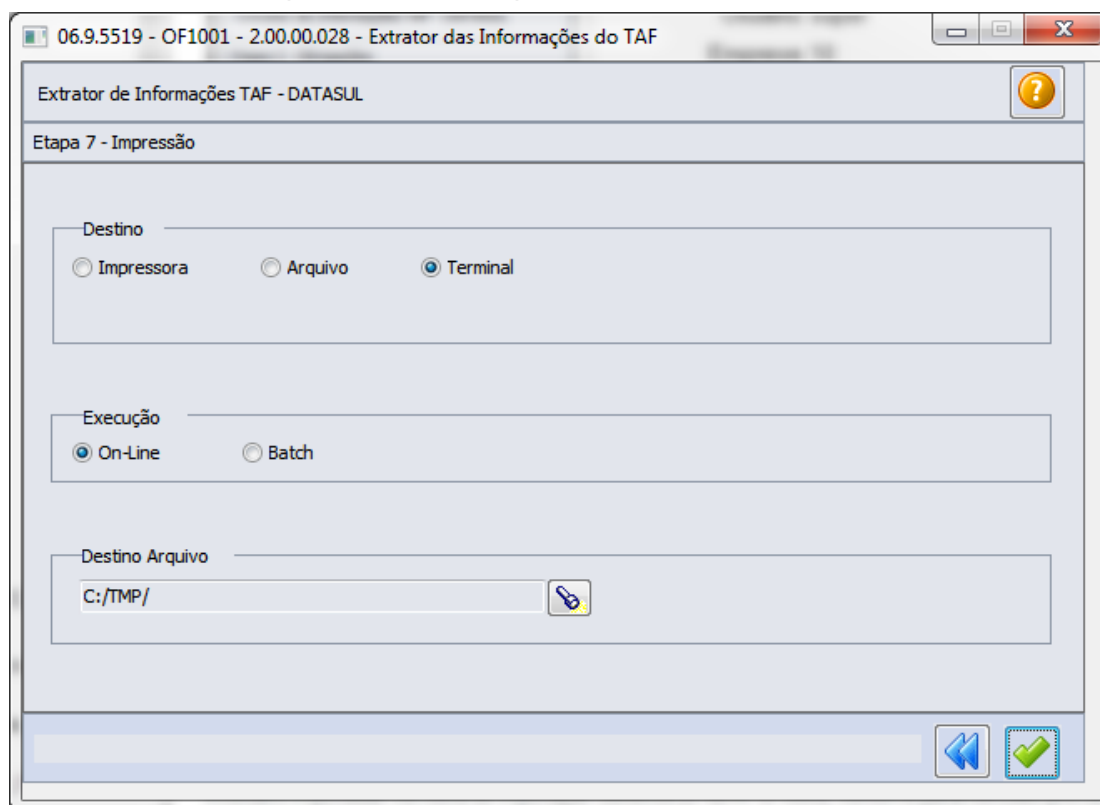 06.9.5519 - OF1001 - 2.00.00.028 - Extrator das Informações do TAF
Extrator de Informações TAF - DATASUL
Etapa 7 - Impressão
Destino
Impressora Arquivo Terminal
Execução
On-Line Batch
Destino Arquivo
C:/TMP/